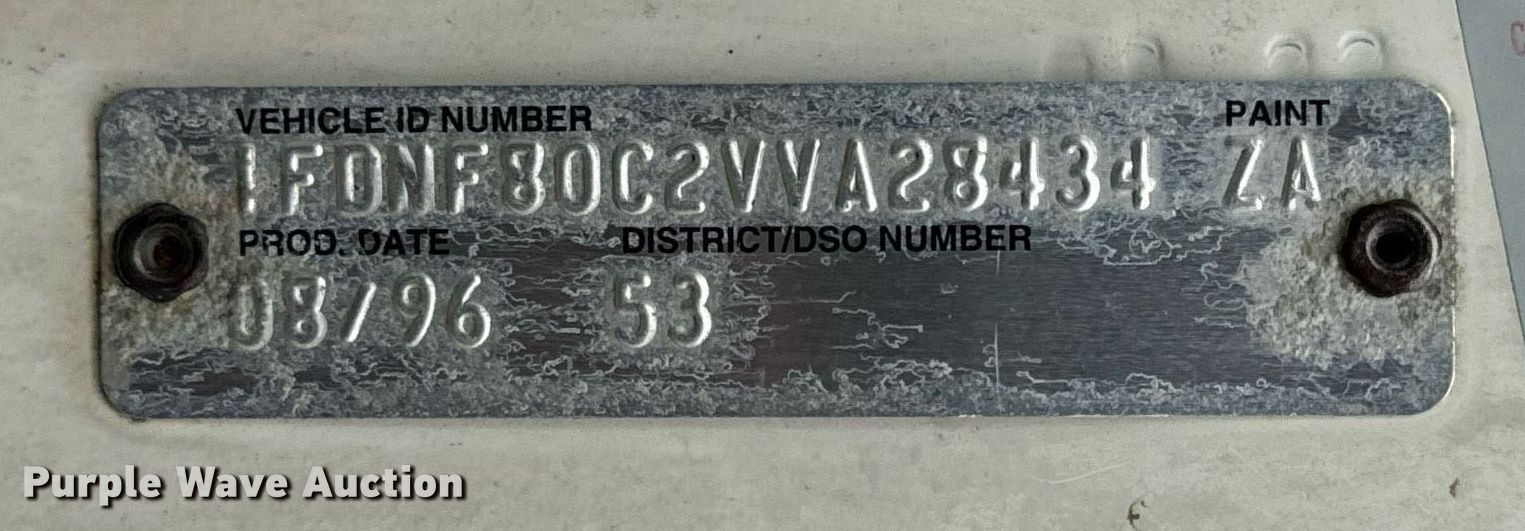 VEHICLE ID NUMBER PAINT
1FDNF80C2VVA28434 ZA
PROD. DATE DISTRICT/DSO NUMBER
08/96 53
Purple Wave Auction